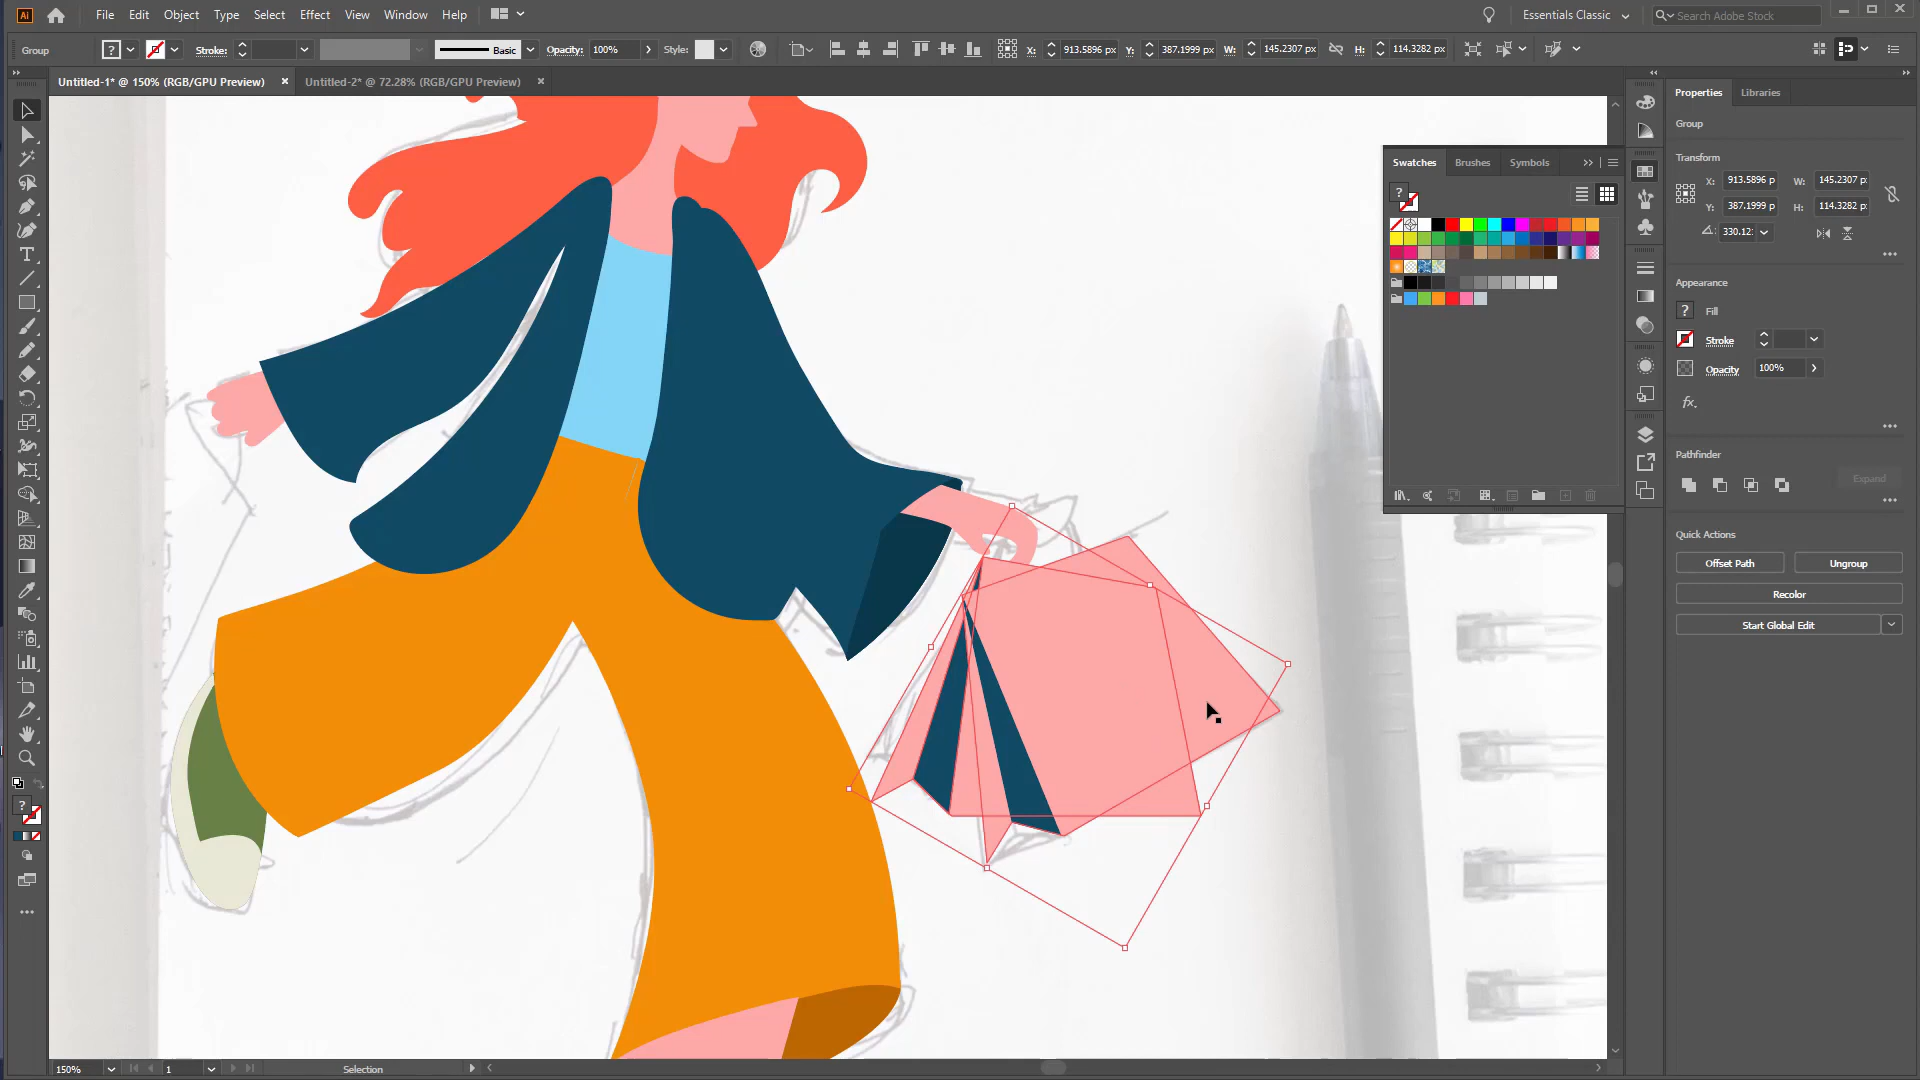 Ai File Edit Object Type Select Effect View Window Help Essentials Classic Search Adobe Stock
Group ? Stroke: Basic Opacity: 100% Style: X: 913.5896 px Y: 387.1999 px W: 145.2307 px H: 114.3282 px
Untitled-1* @ 150% (RGB/GPU Preview) Untitled-2* @ 72.28% (RGB/GPU Preview)
Properties Libraries
Group
Transform
X: 913.5896 p W: 145.2307 p
Y: 387.1999 p H: 114.3282 p
330.12
Appearance
? Fill
Stroke
Opacity 100%
fx.
Pathfinder
Expand
Quick Actions
Offset Path Ungroup
Recolor
Start Global Edit
Swatches Brushes Symbols
?
T
?
150% 1 Selection